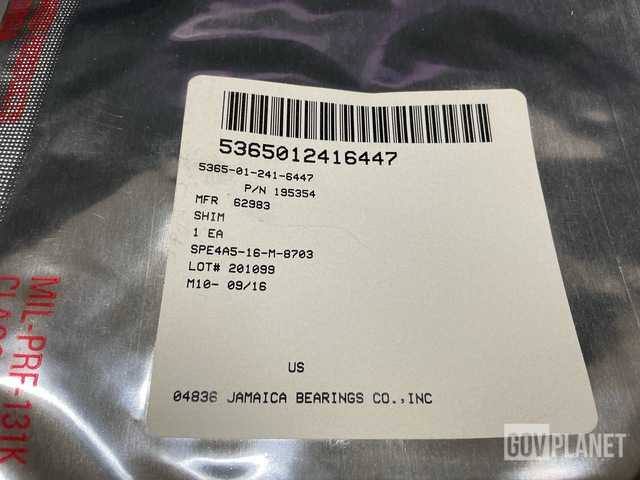 5365012416447
5365-01-241-6447
P/N 195354
MFR 62983
SHIM
1 EA
SPE4A5-16-M-8703
LOT# 201099
M10- 09/16
US
04836 JAMAICA BEARINGS CO.,INC
MIL-PRF-131K
GOVPLANET